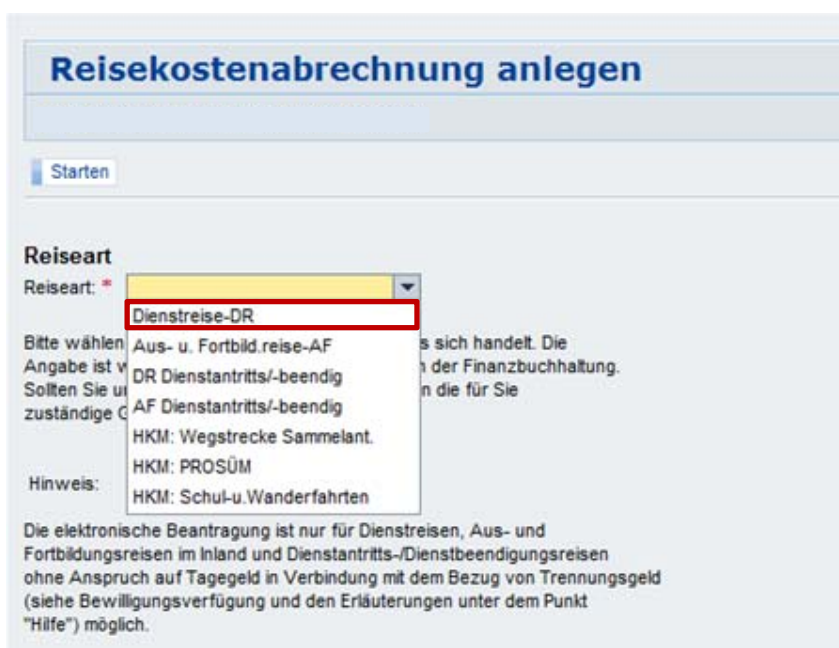 Reisekostenabrechnung anlegen
Starten
Reiseart
Reiseart: *
Dienstreise-DR
Aus- u. Fortbild.reise-AF
DR Dienstantritts/-beendig
AF Dienstantritts/-beendig
HKM: Wegstrecke Sammelant.
HKM: PROSÜM
HKM: Schul-u.Wanderfahrten
Bitte wählen s sich handelt. Die
Angabe ist der Finanzbuchhaltung.
Sollten Sie n die für Sie
zuständige
Hinweis:
Die elektronische Beantragung ist nur für Dienstreisen, Aus- und
Fortbildungsreisen im Inland und Dienstantritts-/Dienstbeendigungsreisen
ohne Anspruch auf Tagegeld in Verbindung mit dem Bezug von Trennungsgeld
(siehe Bewilligungsverfügung und den Erläuterungen unter dem Punkt
"Hilfe") möglich.